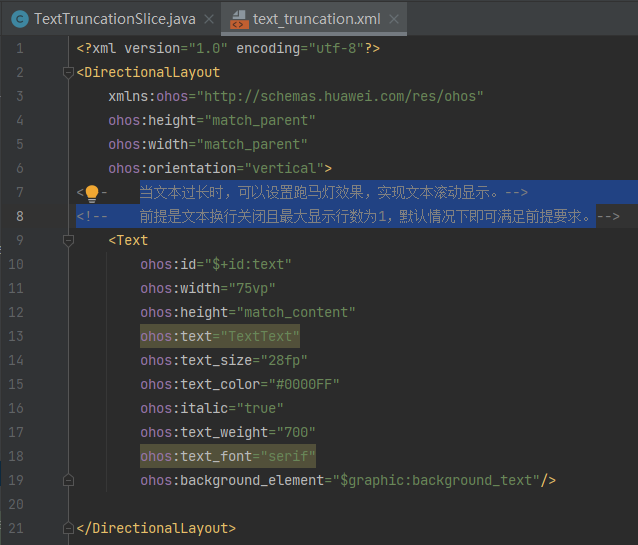 TextTruncationSlice.java
text_truncation.xml
1 <?xml version="1.0" encoding="utf-8"?>
2 <DirectionalLayout
3 xmlns:ohos="http://schemas.huawei.com/res/ohos"
4 ohos:height="match_parent"
5 ohos:width="match_parent"
6 ohos:orientation="vertical">
7 <- 当文本过长时，可以设置跑马灯效果，实现文本滚动显示。-->
8 <!-- 前提是文本换行关闭且最大显示行数为1，默认情况下即可满足前提要求。-->
9 <Text
10 ohos:id="$+id:text"
11 ohos:width="75vp"
12 ohos:height="match_content"
13 ohos:text="TextText"
14 ohos:text_size="28fp"
15 ohos:text_color="#0000FF"
16 ohos:italic="true"
17 ohos:text_weight="700"
18 ohos:text_font="serif"
19 ohos:background_element="$graphic:background_text"/>
20
21 </DirectionalLayout>